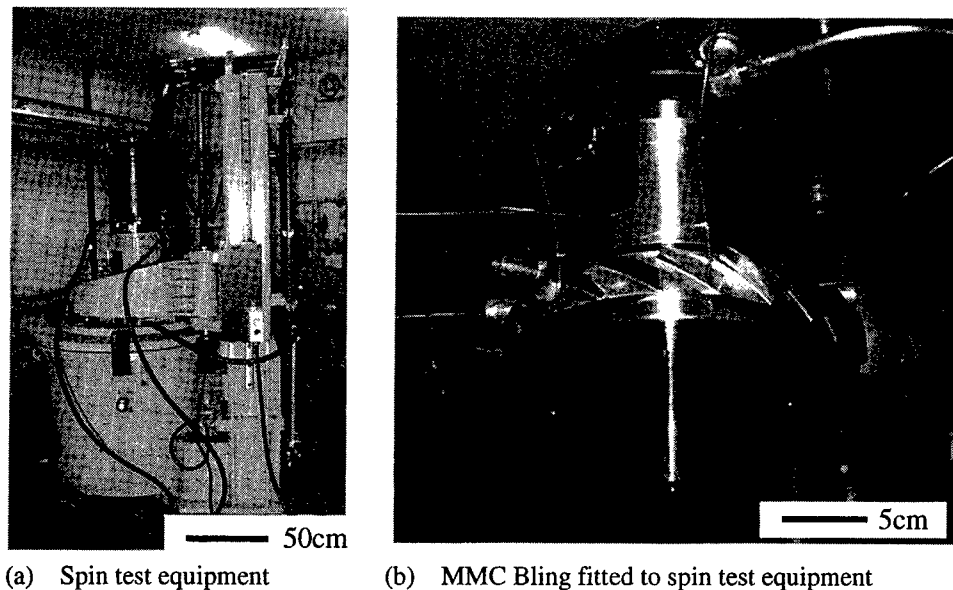 50cm
5cm
(a) Spin test equipment
(b) MMC Bling fitted to spin test equipment